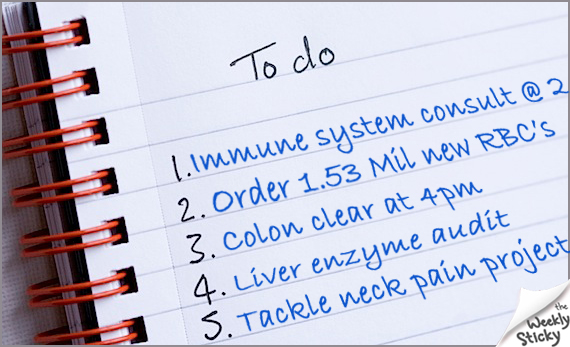 To do
1. Immune system consult @ 2
2. Order 1.53 Mil new RBC's
3. Colon clear at 4pm
4. Liver enzyme audit
5. Tackle neck pain project
the
Weekly
Sticky